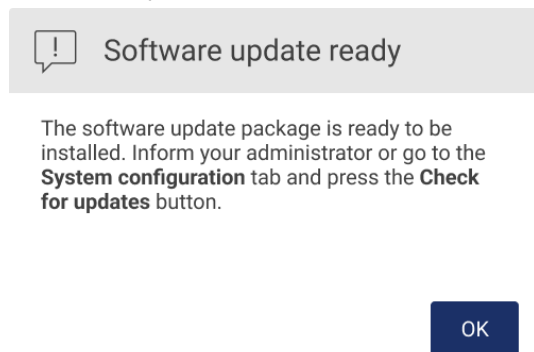 Software update ready
The software update package is ready to be
installed. Inform your administrator or go to the
System configuration tab and press the Check
for updates button.
OK